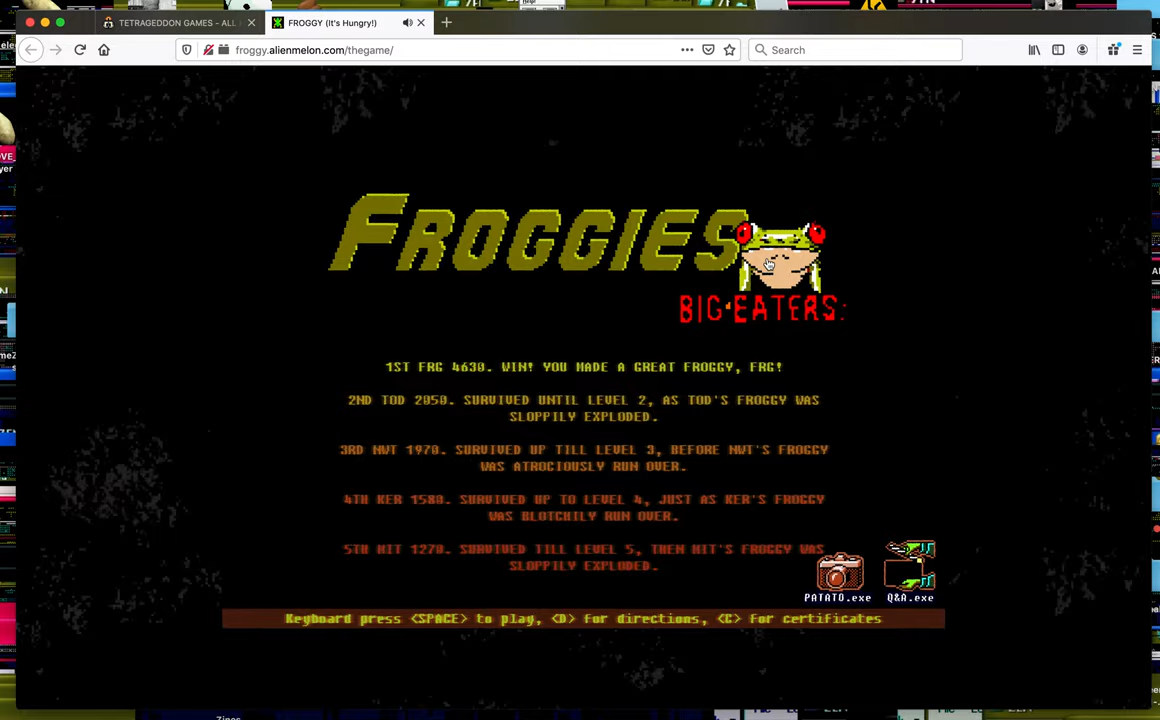 TETRAGEDDON GAMES - ALL
FROGGY (It's Hungry!)
froggy.alienmelon.com/thegame/
Search
FROGGIES
BIG EATERS:
1ST FRG 4630. WIN! YOU MADE A GREAT FROGGY, FRG!
2ND TOD 2050. SURVIVED UNTIL LEVEL 2, AS TOD'S FROGGY WAS
SLOPPILY EXPLODED.
3RD NWT 1970. SURVIVED UP TILL LEVEL 3, BEFORE NWT'S FROGGY
WAS ATROCIOUSLY RUN OVER.
4TH KER 1580. SURVIVED UP TO LEVEL 4, JUST AS KER'S FROGGY
WAS BLOTCHILY RUN OVER.
5TH HIT 1270. SURVIVED TILL LEVEL 5, THEN HIT'S FROGGY WAS
SLOPPILY EXPLODED.
PATATO.exe
Q&A.exe
Keyboard press <SPACE> to play, <D> for directions, <C> for certificates
Zines